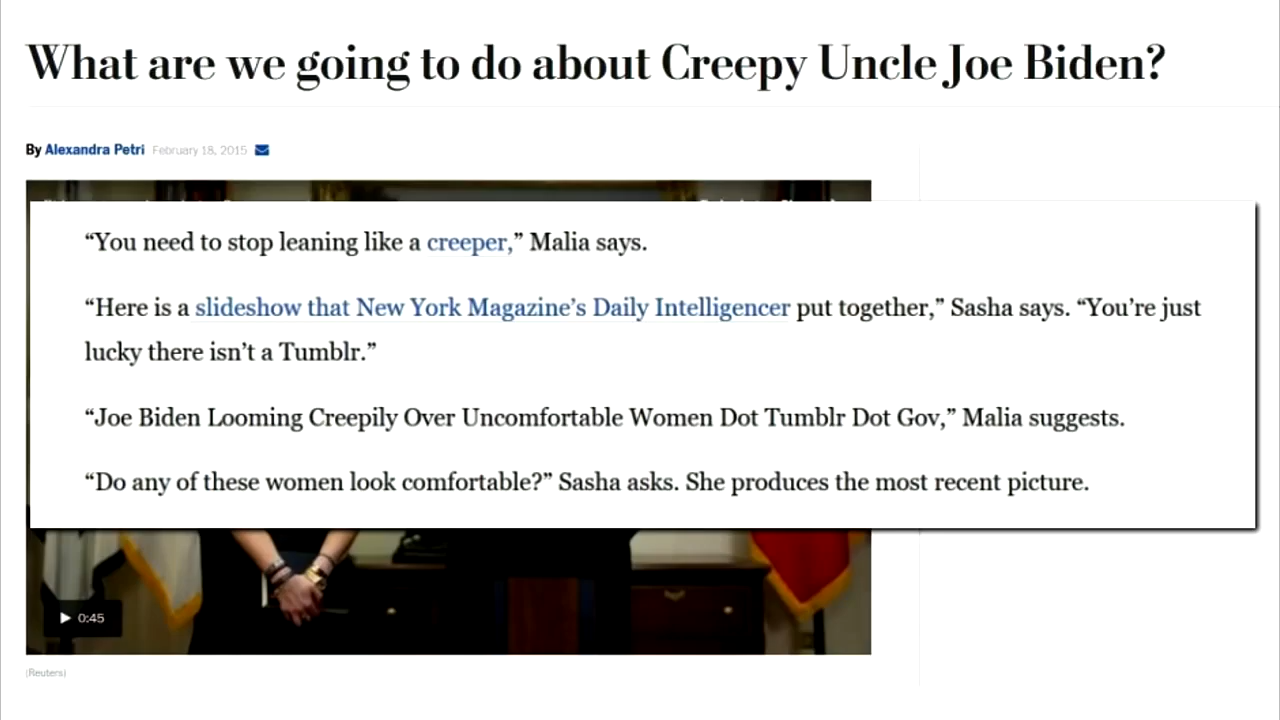 What are we going to do about Creepy Uncle Joe Biden?
By Alexandra Petri February 18, 2015
“You need to stop leaning like a creeper,” Malia says.
“Here is a slideshow that New York Magazine’s Daily Intelligencer put together,” Sasha says. “You’re just
lucky there isn’t a Tumblr.”
“Joe Biden Looming Creepily Over Uncomfortable Women Dot Tumblr Dot Gov,” Malia suggests.
“Do any of these women look comfortable?” Sasha asks. She produces the most recent picture.
0:45
(Reuters)